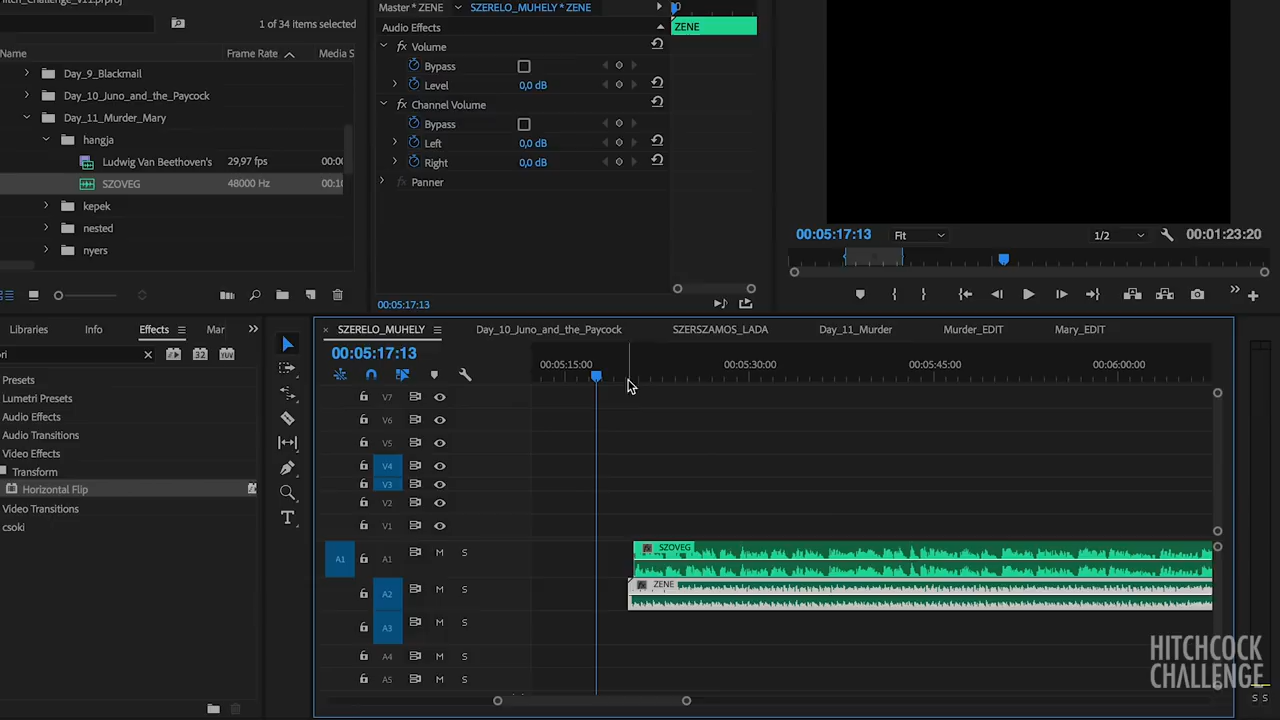 1 of 34 items selected
Name Frame Rate Media S
Day_9_Blackmail
Day_10_Juno_and_the_Paycock
Day_11_Murder_Mary
hangja
Ludwig Van Beethoven's 29,97 fps
SZOVEG 48000 Hz
kepek
nested
nyers
Master * ZENE SZERELO_MUHELY * ZENE
Audio Effects
ZENE
fx Volume
Bypass
Level 0,0 dB
fx Channel Volume
Bypass
Left 0,0 dB
Right 0,0 dB
fx Panner
00:05:17:13
00:05:17:13 Fit 1/2 00:01:23:20
Libraries Info Effects Mar
Presets
Lumetri Presets
Audio Effects
Audio Transitions
Video Effects
Transform
Horizontal Flip
Video Transitions
csoki
× SZERELO_MUHELY Day_10_Juno_and_the_Paycock SZERSZAMOS_LADA Day_11_Murder Murder_EDIT Mary_EDIT
00:05:17:13
00:05:15:00 00:05:30:00 00:05:45:00 00:06:00:00
V7
V6
V5
V4
V3
V2
V1
A1 A1 M S fx SZOVEG
A2 M S fx ZENE
A3 M S
A4 M S
A5 M S
S S
HITCHCOCK
CHALLENGE